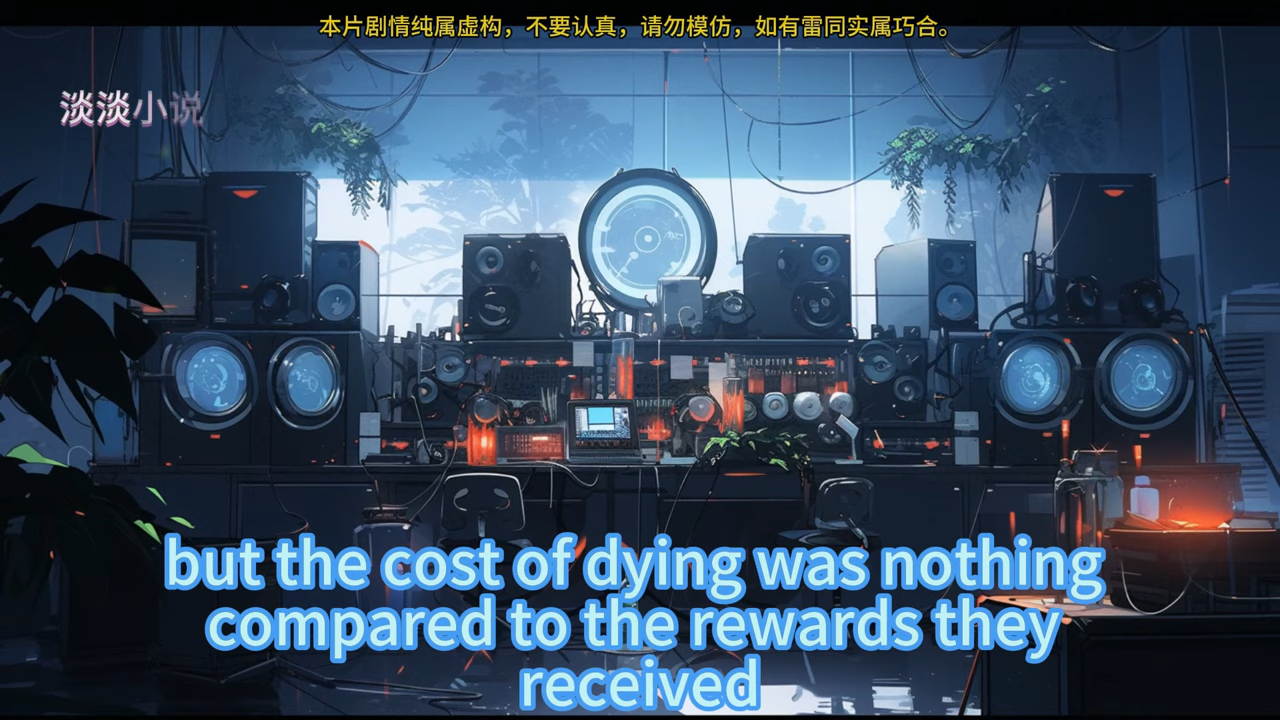 本片剧情纯属虚构，不要认真，请勿模仿，如有雷同实属巧合。
淡淡小说
but the cost of dying was nothing
compared to the rewards they
received